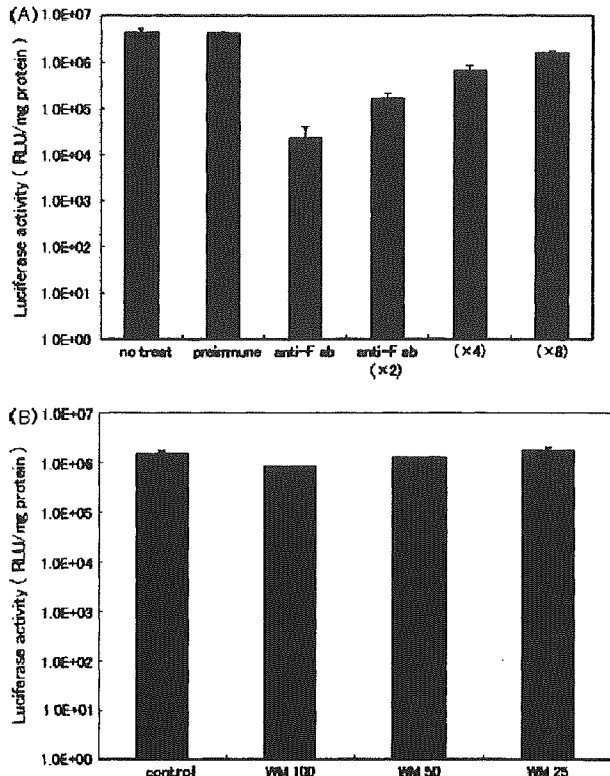 (A)
Luciferase activity ( RLU/mg protein)
1.0E+07
1.0E+06
1.0E+05
1.0E+04
1.0E+03
1.0E+02
1.0E+01
1.0E+00
no treat preimmune anti-F ab anti-F ab (×4) (×8)
(×2)
(B)
Luciferase activity ( RLU/mg protein)
1.0E+07
1.0E+06
1.0E+05
1.0E+04
1.0E+03
1.0E+02
1.0E+01
1.0E+00
control WM 100 WM 50 WM 25